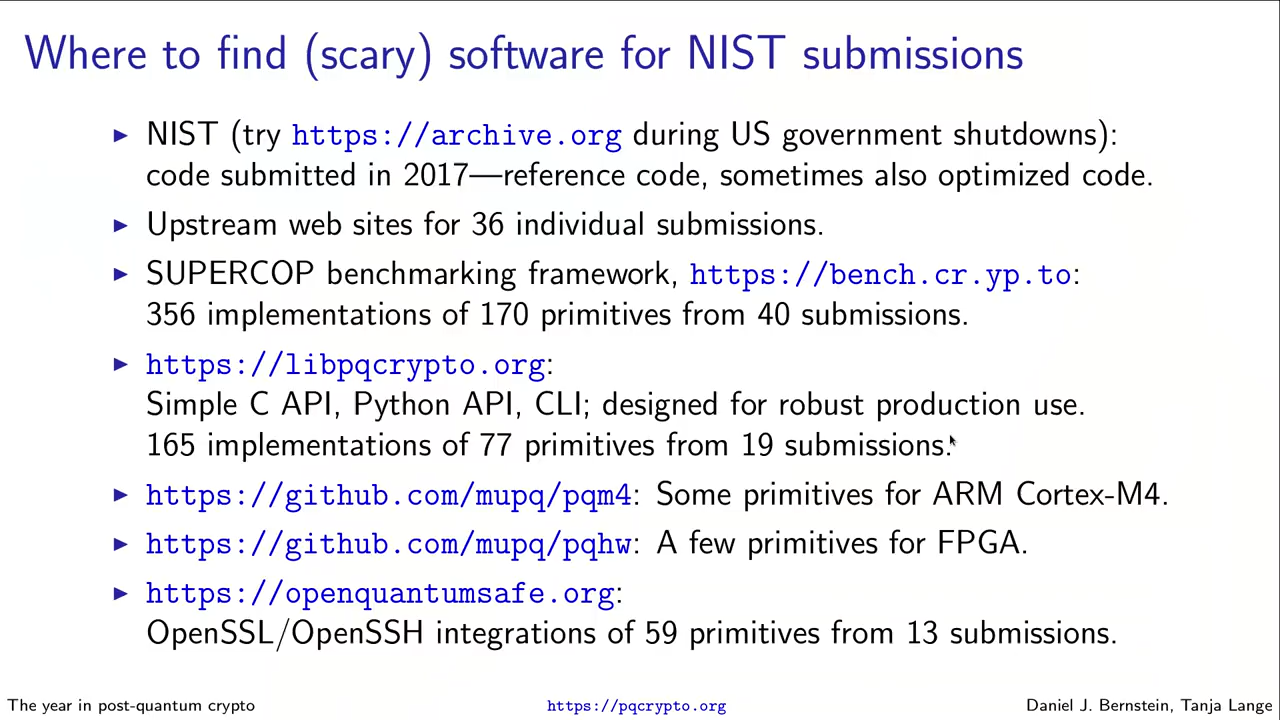 Where to find (scary) software for NIST submissions
▶ NIST (try https://archive.org during US government shutdowns):
code submitted in 2017—reference code, sometimes also optimized code.
▶ Upstream web sites for 36 individual submissions.
▶ SUPERCOP benchmarking framework, https://bench.cr.yp.to:
356 implementations of 170 primitives from 40 submissions.
▶ https://libpqcrypto.org:
Simple C API, Python API, CLI; designed for robust production use.
165 implementations of 77 primitives from 19 submissions.
▶ https://github.com/mupq/pqm4: Some primitives for ARM Cortex-M4.
▶ https://github.com/mupq/pqhw: A few primitives for FPGA.
▶ https://openquantumsafe.org:
OpenSSL/OpenSSH integrations of 59 primitives from 13 submissions.
The year in post-quantum crypto https://pqcrypto.org Daniel J. Bernstein, Tanja Lange